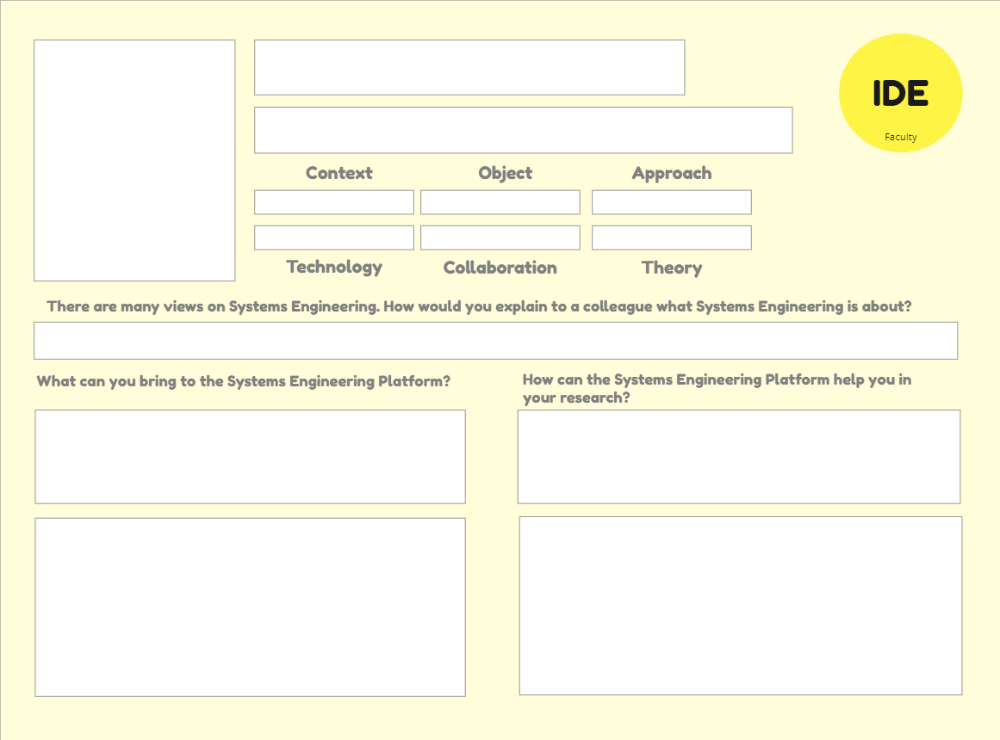 IDE
Faculty
Context Object Approach
Technology Collaboration Theory
There are many views on Systems Engineering. How would you explain to a colleague what Systems Engineering is about?
What can you bring to the Systems Engineering Platform?
How can the Systems Engineering Platform help you in
your research?